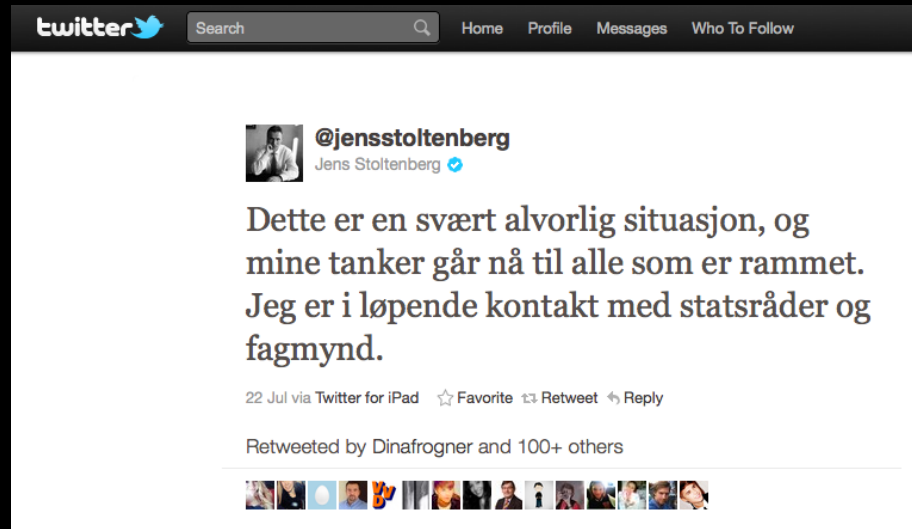 twitter Search Home Profile Messages Who To Follow
@jensstoltenberg
Jens Stoltenberg
Dette er en svært alvorlig situasjon, og
mine tanker går nå til alle som er rammet.
Jeg er i løpende kontakt med statsråder og
fagmynd.
22 Jul via Twitter for iPad Favorite Retweet Reply
Retweeted by Dinafrogner and 100+ others
VVD